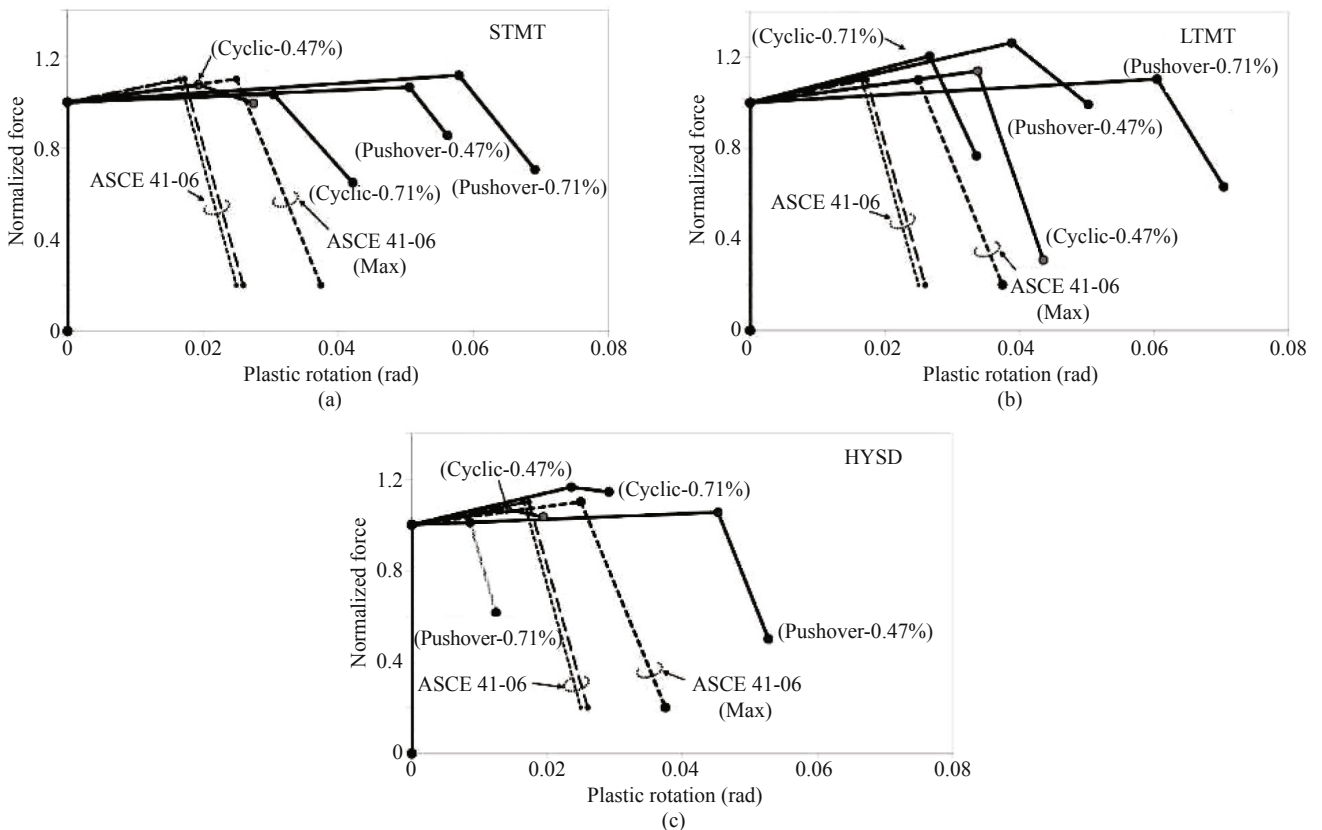 STMT
(Cyclic-0.47%)
1.2
1.0
0.8
0.4
0
Normalized force
ASCE 41-06
(Pushover-0.47%)
(Cyclic-0.71%)
(Pushover-0.71%)
ASCE 41-06
(Max)
0
0.02
0.04
0.06
0.08
Plastic rotation (rad)
(a)
LTMT
(Cyclic-0.71%)
(Pushover-0.71%)
1.2
1.0
0.8
0.4
0
Normalized force
(Pushover-0.47%)
ASCE 41-06
(Cyclic-0.47%)
ASCE 41-06
(Max)
0
0.02
0.04
0.06
0.08
Plastic rotation (rad)
(b)
HYSD
(Cyclic-0.47%)
(Cyclic-0.71%)
1.2
1.0
0.8
0.4
0
Normalized force
(Pushover-0.71%)
(Pushover-0.47%)
ASCE 41-06
ASCE 41-06
(Max)
0
0.02
0.04
0.06
0.08
Plastic rotation (rad)
(c)